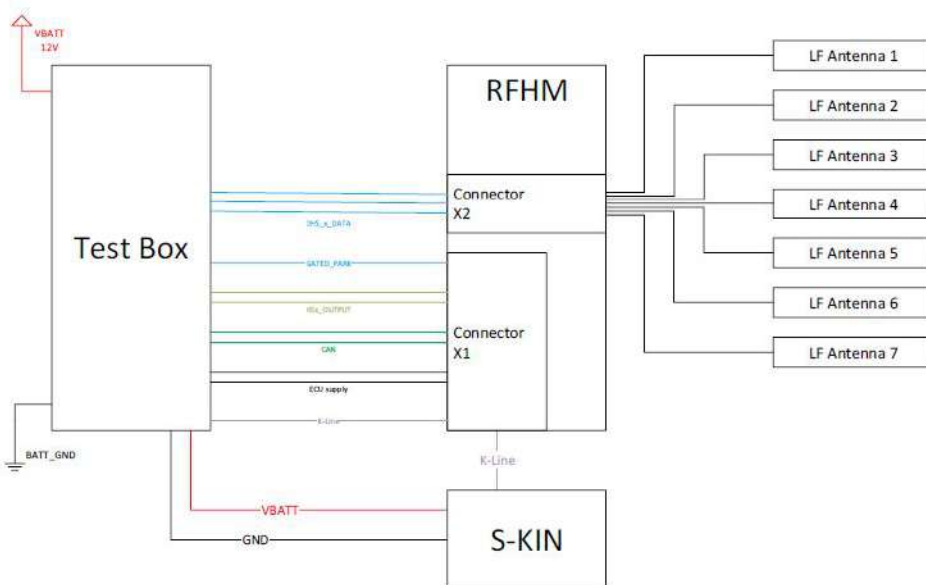 VBATT
12V
Test Box
BATT_GND
RFHM
Connector
X2
Connector
X1
GATED_PARK
CAN
ECU supply
K-Line
K-Line
VBATT
GND
S-KIN
LF Antenna 1
LF Antenna 2
LF Antenna 3
LF Antenna 4
LF Antenna 5
LF Antenna 6
LF Antenna 7